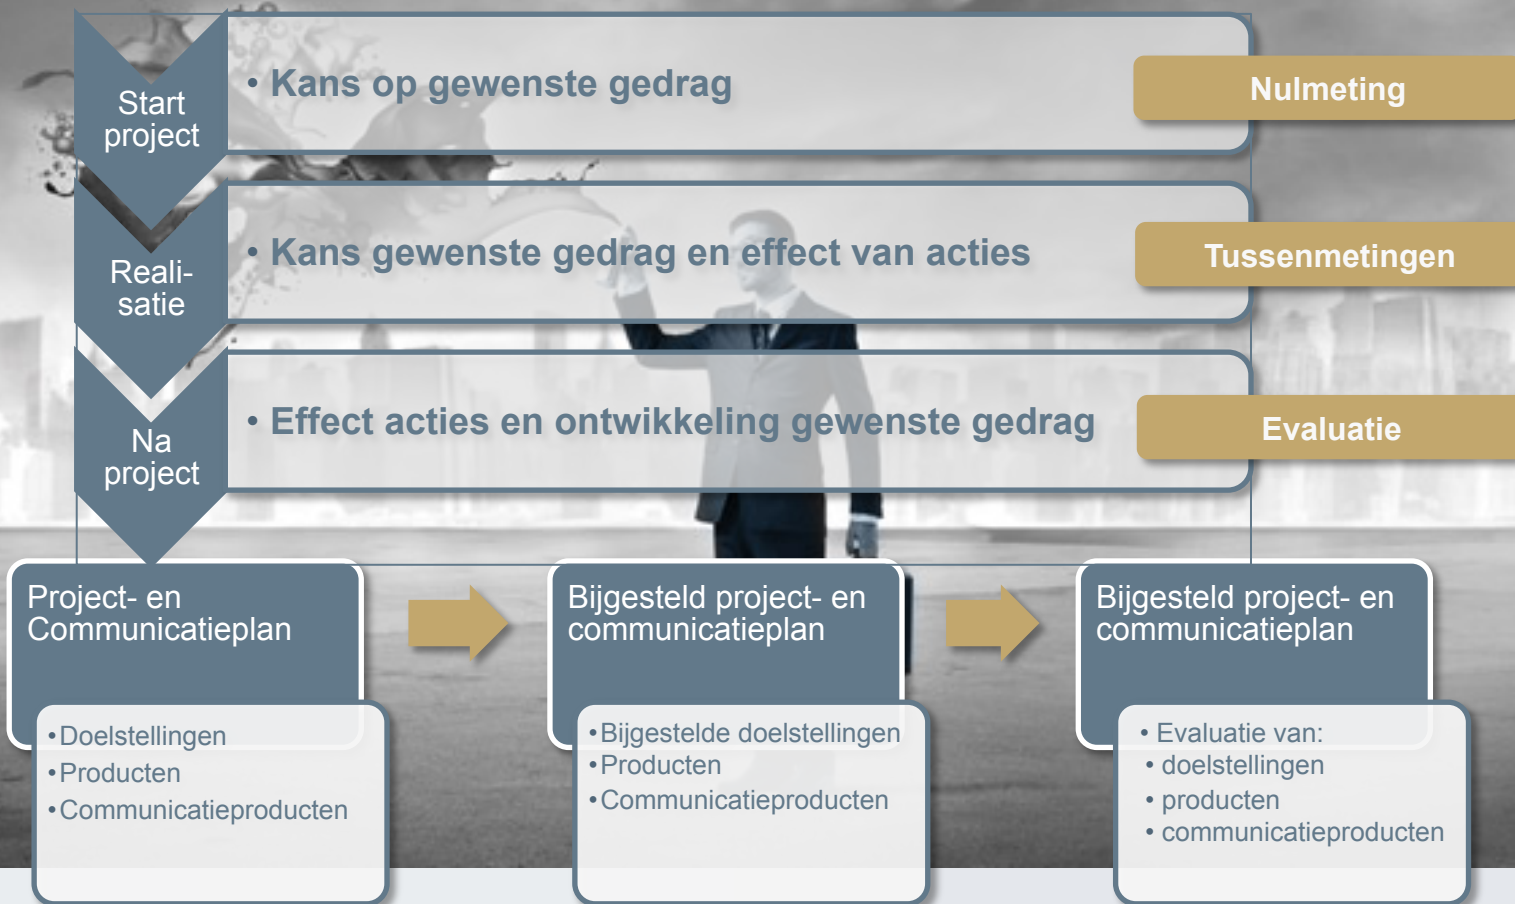 Start
project
• Kans op gewenste gedrag
Nulmeting
Reali-
satie
• Kans gewenste gedrag en effect van acties
Tussenmetingen
Na
project
• Effect acties en ontwikkeling gewenste gedrag
Evaluatie
Project- en
Communicatieplan
•Doelstellingen
•Producten
•Communicatieproducten
Bijgesteld project- en
communicatieplan
•Bijgestelde doelstellingen
•Producten
•Communicatieproducten
Bijgesteld project- en
communicatieplan
• Evaluatie van:
• doelstellingen
• producten
• communicatieproducten